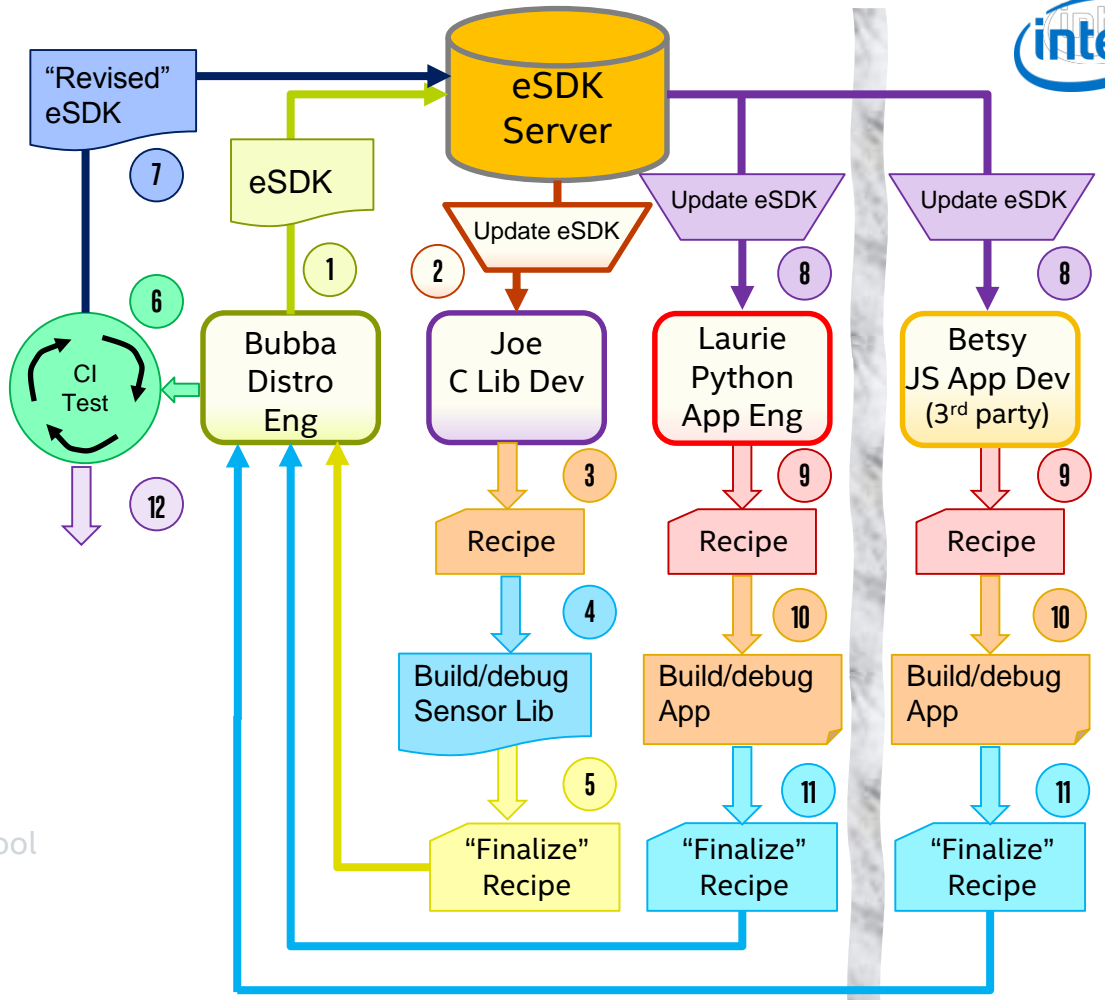 “Revised”
eSDK
7
eSDK
1
eSDK
Server
Update eSDK
2
Update eSDK
8
Update eSDK
8
6
CI
Test
12
Bubba
Distro
Eng
Joe
C Lib Dev
Laurie
Python
App Eng
Betsy
JS App Dev
(3rd party)
3
Recipe
9
Recipe
9
Recipe
4
Build/debug
Sensor Lib
10
Build/debug
App
10
Build/debug
App
5
“Finalize”
Recipe
11
“Finalize”
Recipe
11
“Finalize”
Recipe